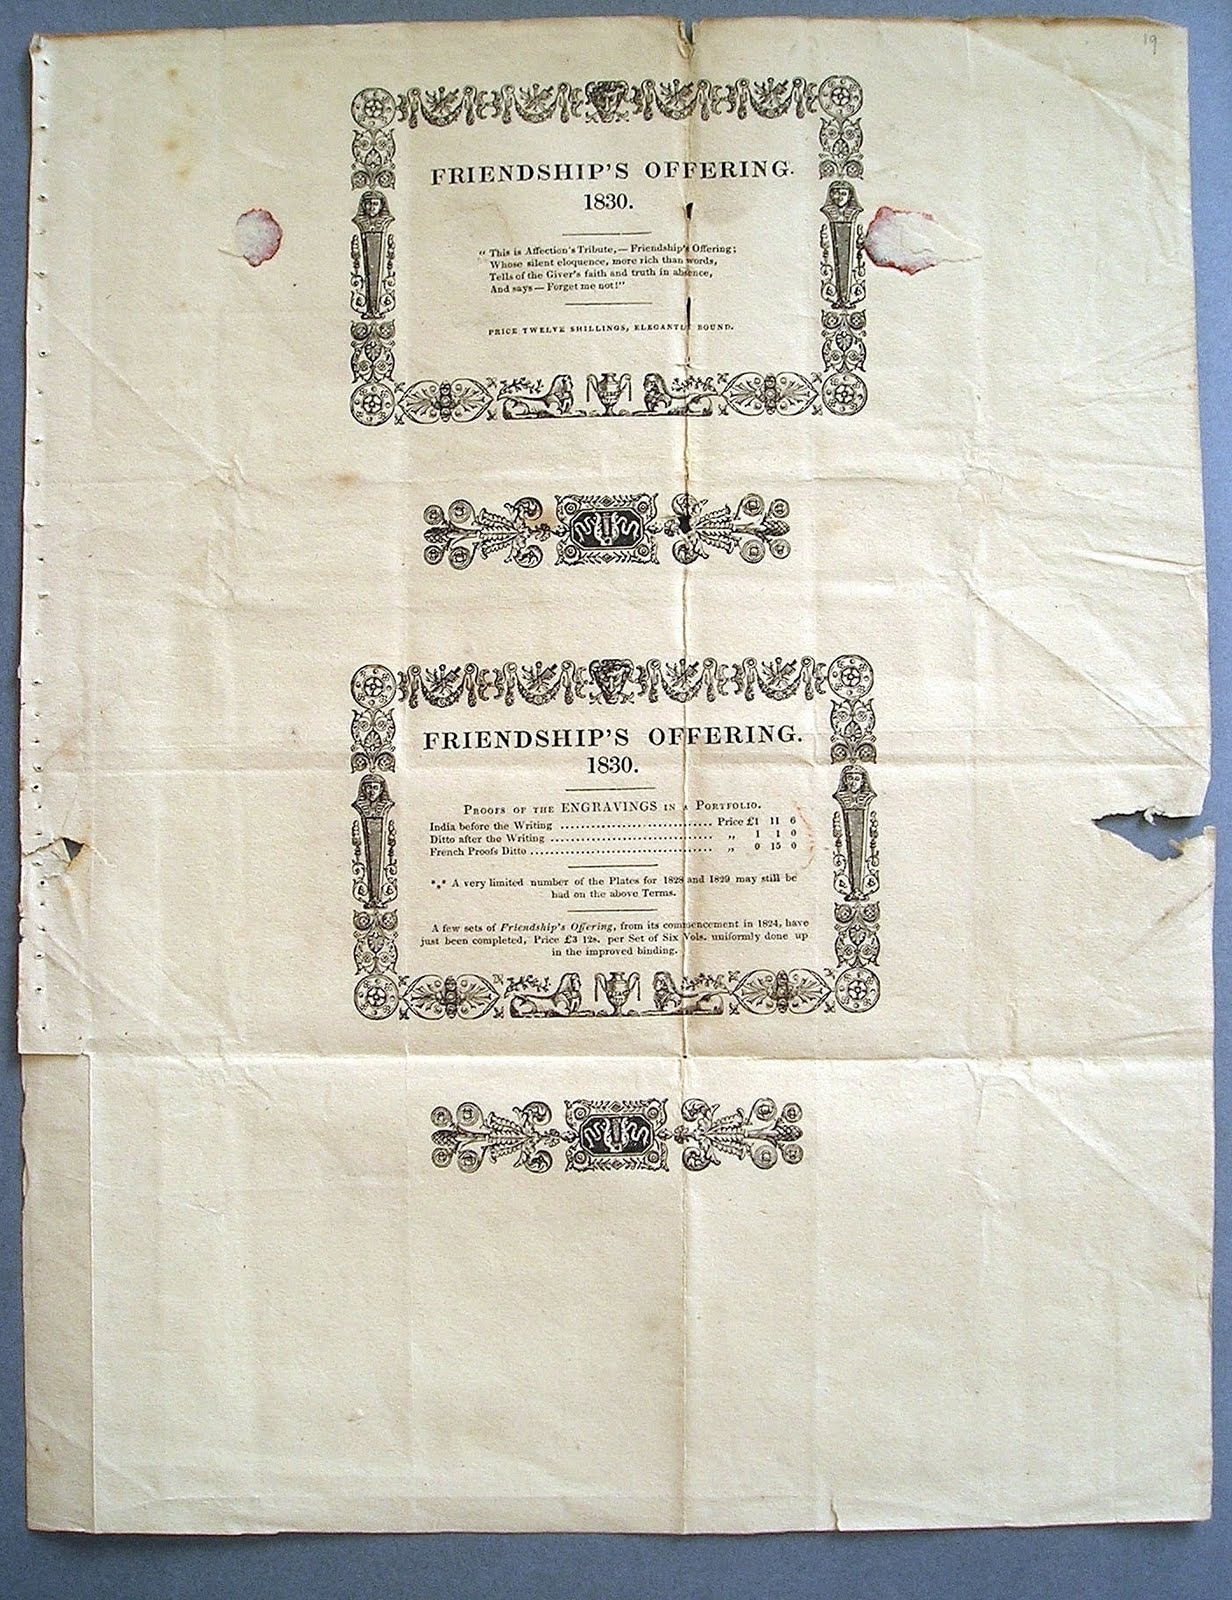 19
FRIENDSHIP'S OFFERING.
1830.
"This is Affection's Tribute,—Friendship's Offering;
Whose silent eloquence, more rich than words,
Tells of the Giver's faith and truth in absence,
And says—Forget me not!"
PRICE TWELVE SHILLINGS, ELEGANTLY BOUND.
FRIENDSHIP'S OFFERING.
1830.
PROOFS OF THE ENGRAVINGS IN A PORTFOLIO.
India before the Writing ................................ Price £1 11 6
Ditto after the Writing ................................ „ 1 1 0
French Proofs Ditto ................................ „ 0 15 0
*** A very limited number of the Plates for 1828 and 1829 may still be
had on the above Terms.
A few sets of Friendship's Offering, from its commencement in 1824, have
just been completed, Price £3 12s. per Set of Six Vols. uniformly done up
in the improved binding.